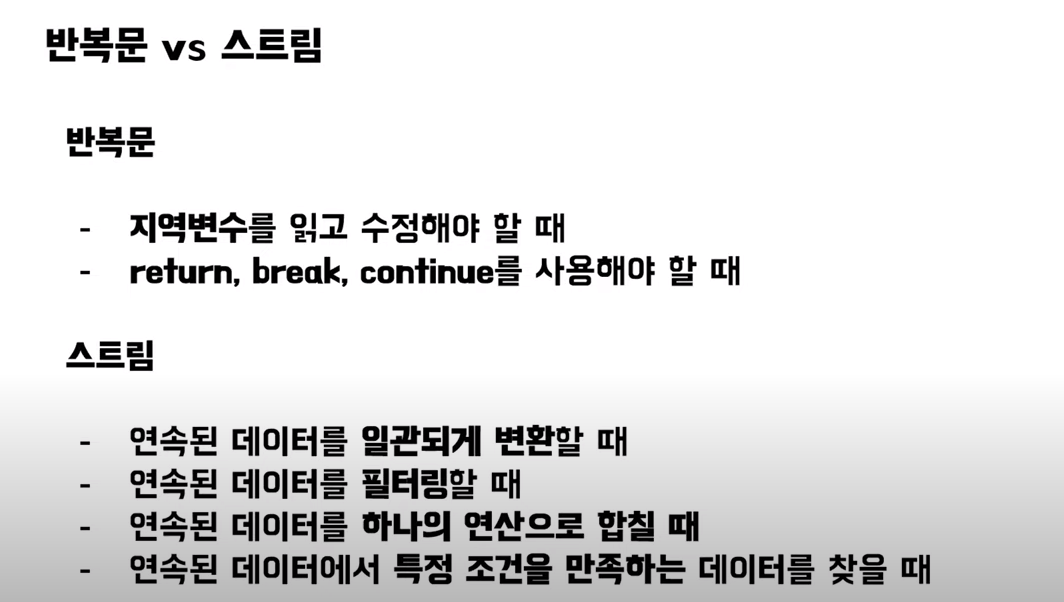 반복문 vs 스트림
반복문
- 지역변수를 읽고 수정해야 할 때
- return, break, continue를 사용해야 할 때
스트림
- 연속된 데이터를 일관되게 변환할 때
- 연속된 데이터를 필터링할 때
- 연속된 데이터를 하나의 연산으로 합칠 때
- 연속된 데이터에서 특정 조건을 만족하는 데이터를 찾을 때